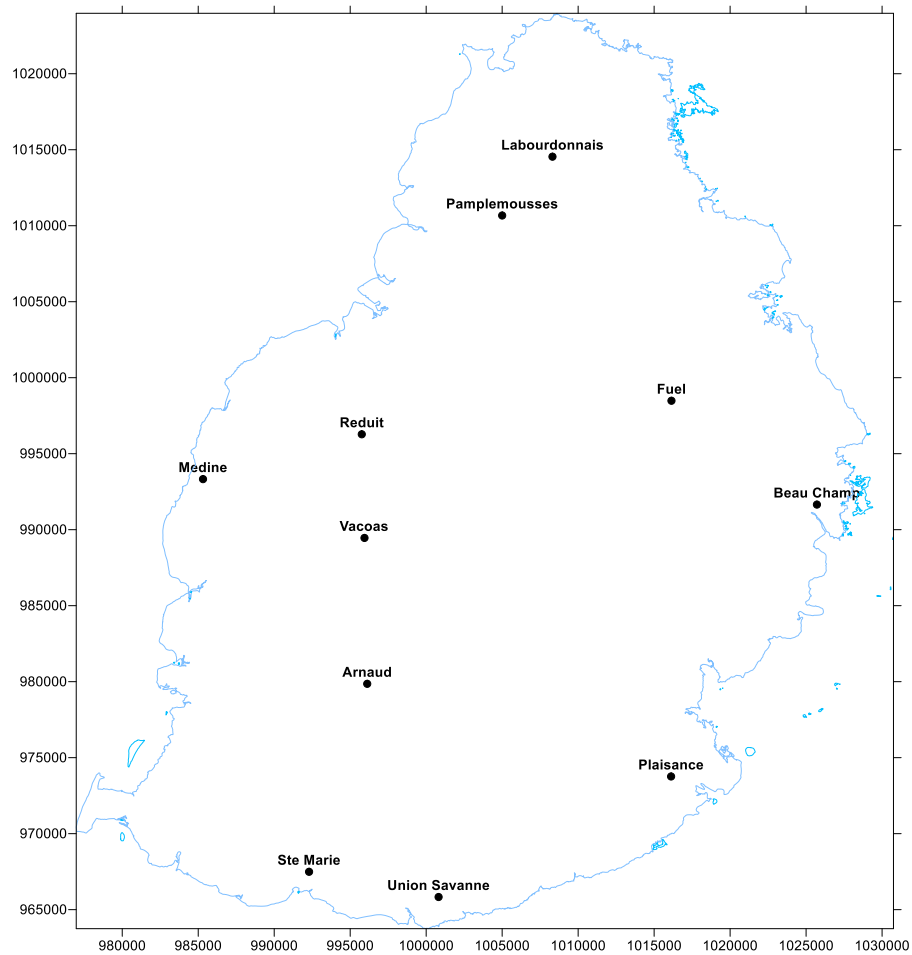 1020000
1015000
Labourdonnais
Pamplemousses
1010000
1005000
1000000
Fuel
Reduit
995000
Medine
Beau Champ
990000
Vacoas
985000
Arnaud
980000
Plaisance
975000
970000
Ste Marie
Union Savanne
965000
980000 985000 990000 995000 1000000 1005000 1010000 1015000 1020000 1025000 1030000